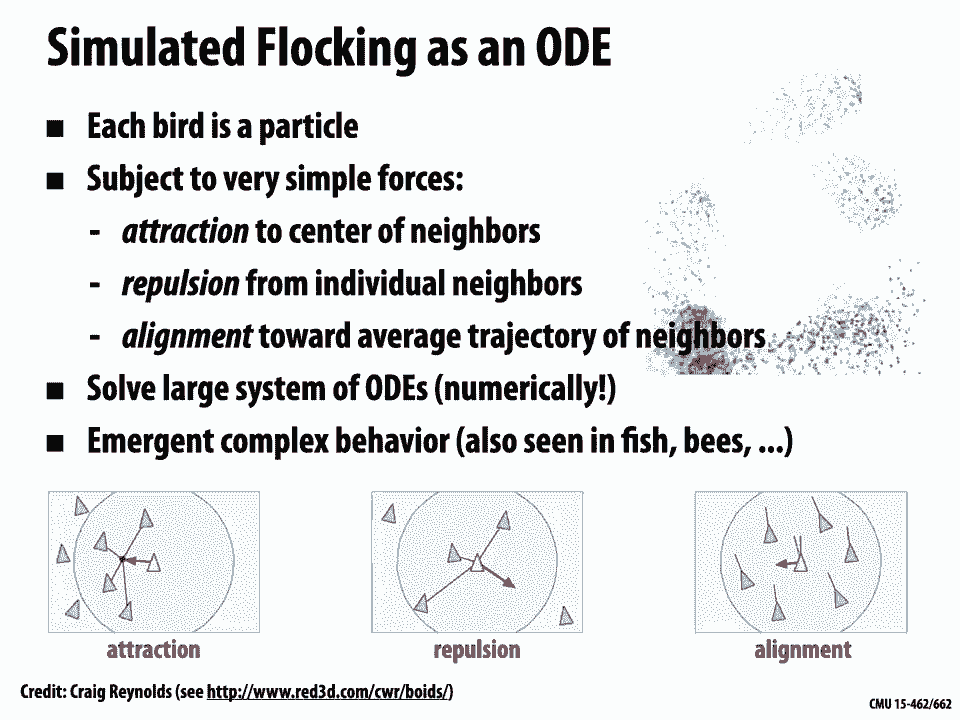 Simulated Flocking as an ODE
■ Each bird is a particle
■ Subject to very simple forces:
- attraction to center of neighbors
- repulsion from individual neighbors
- alignment toward average trajectory of neighbors
■ Solve large system of ODEs (numerically!)
■ Emergent complex behavior (also seen in fish, bees, ...)
attraction
repulsion
alignment
Credit: Craig Reynolds (see http://www.red3d.com/cwr/boids/)
CMU 15-462/662